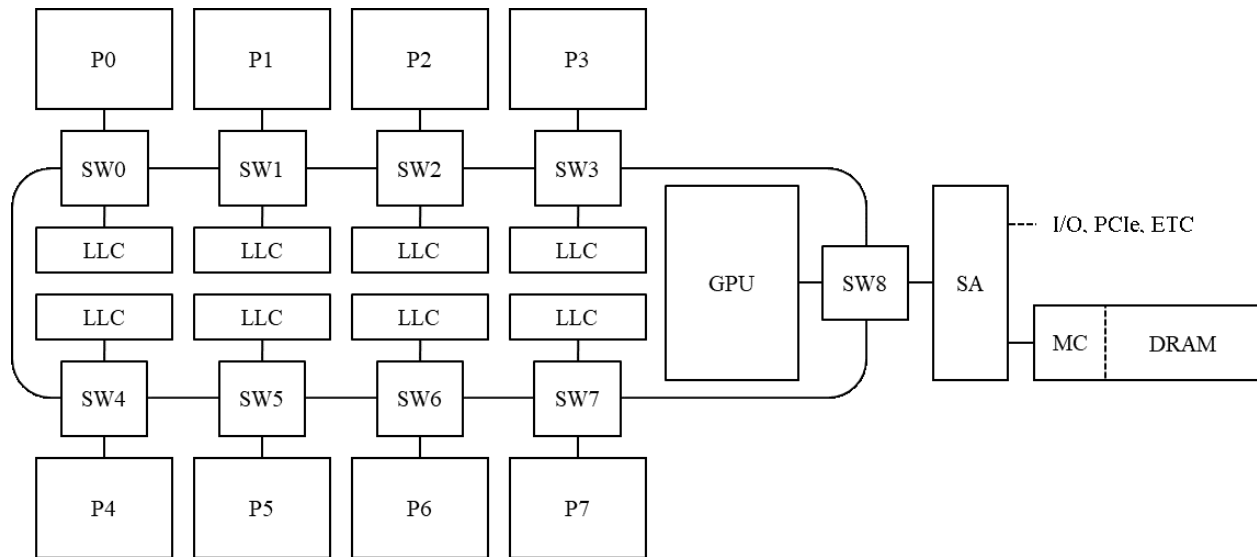 P0 P1 P2 P3
SW0 SW1 SW2 SW3
I/O, PCIe, ETC
LLC LLC LLC LLC
GPU SW8 SA
LLC LLC LLC LLC
MC DRAM
SW4 SW5 SW6 SW7
P4 P5 P6 P7